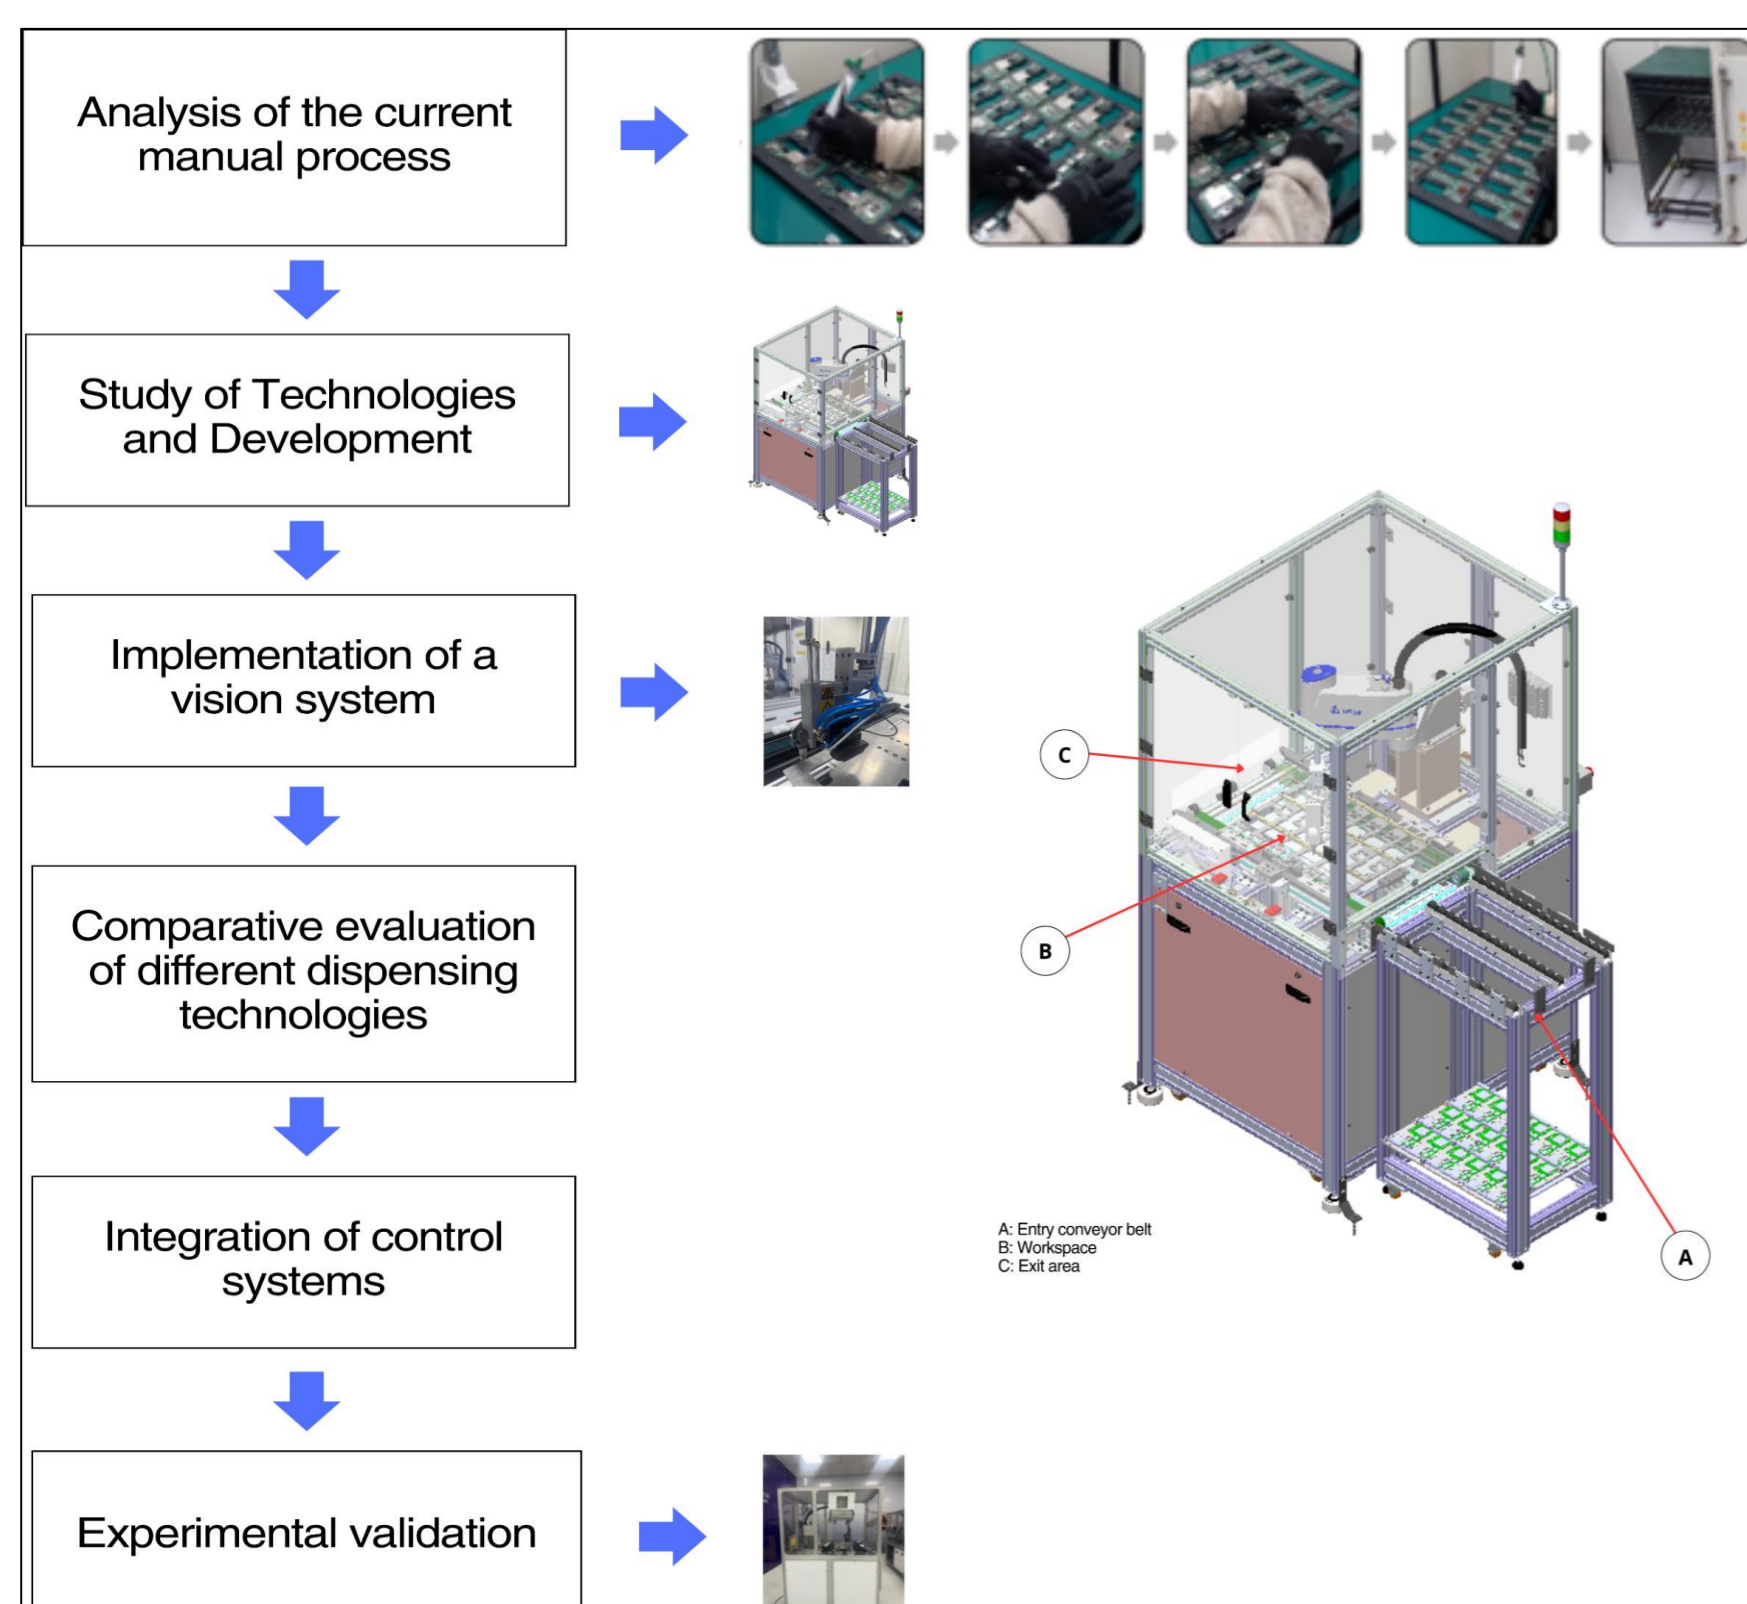 Analysis of the current
manual process
Study of Technologies
and Development
Implementation of a
vision system
Comparative evaluation
of different dispensing
technologies
Integration of control
systems
Experimental validation
C
B
A
A: Entry conveyor belt
B: Workspace
C: Exit area